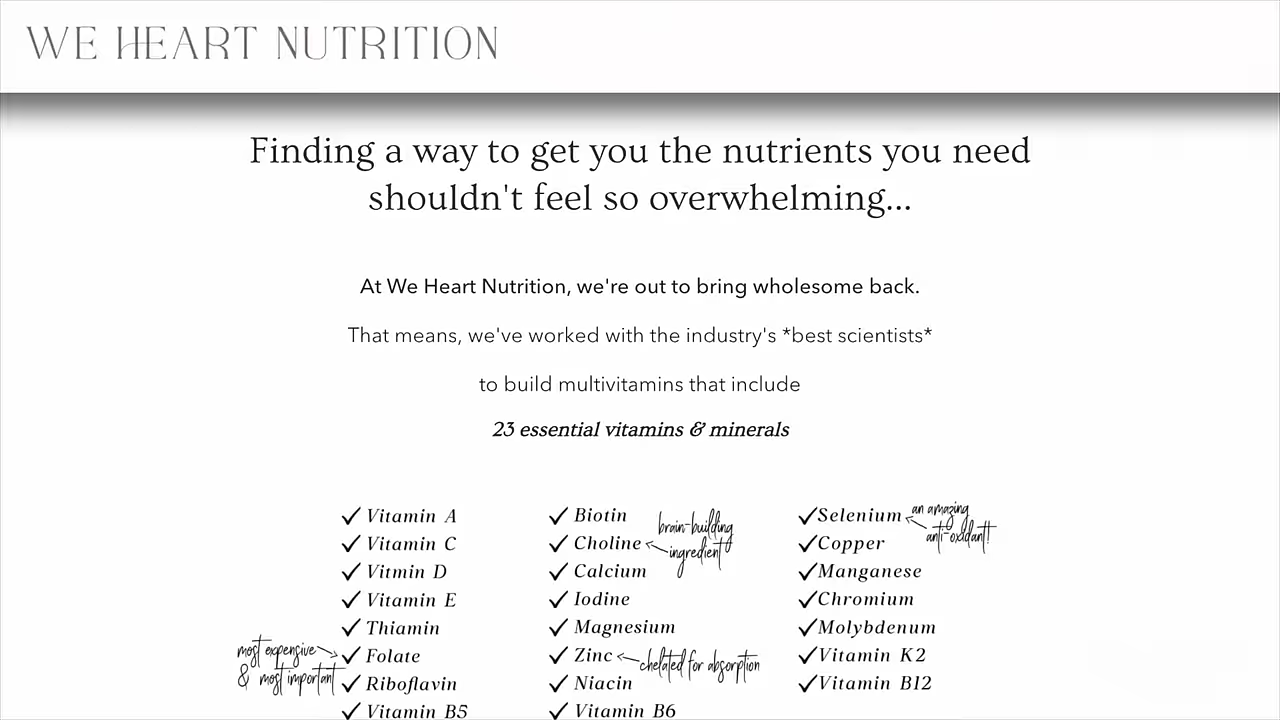 WE HEART NUTRITION
Finding a way to get you the nutrients you need
shouldn't feel so overwhelming...
At We Heart Nutrition, we're out to bring wholesome back.
That means, we've worked with the industry's *best scientists*
to build multivitamins that include
23 essential vitamins & minerals
✓ Vitamin A
✓ Vitamin C
✓ Vitmin D
✓ Vitamin E
✓ Thiamin
most expensive
& most important
✓ Folate
✓ Riboflavin
✓ Vitamin B5
✓ Biotin
✓ Choline
brain-building
ingredient
✓ Calcium
✓ Iodine
✓ Magnesium
✓ Zinc
chelated for absorption
✓ Niacin
✓ Vitamin B6
✓ Selenium
an amazing
anti-oxidant!
✓ Copper
✓ Manganese
✓ Chromium
✓ Molybdenum
✓ Vitamin K2
✓ Vitamin B12